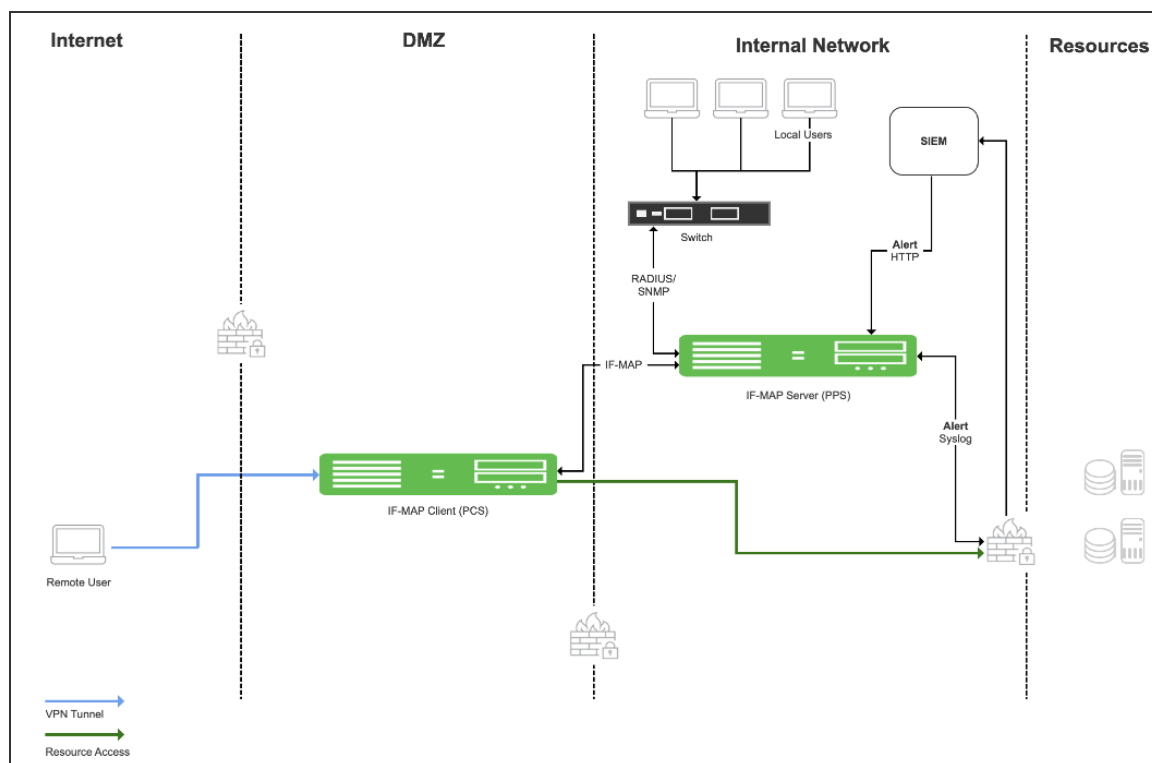 Internet
DMZ
Internal Network
Resources
Local Users
SIEM
Switch
Alert
HTTP
RADIUS/
SNMP
IF-MAP
IF-MAP Server (PPS)
Alert
Syslog
IF-MAP Client (PCS)
Remote User
VPN Tunnel
Resource Access